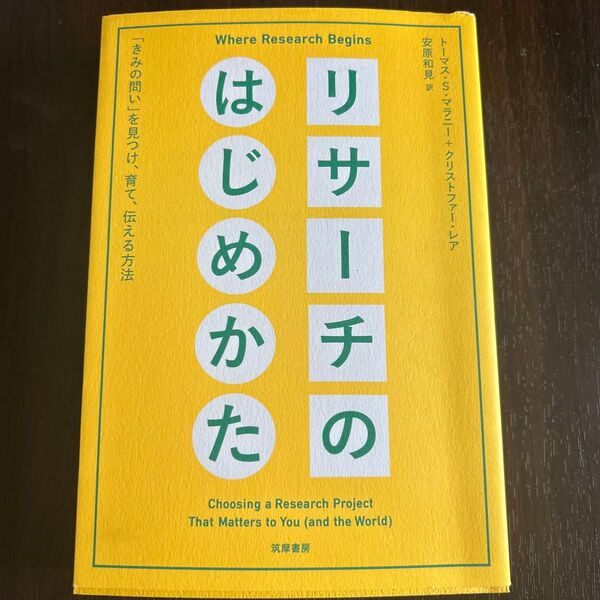 Where Research Begins
トーマス・S・マラニー+クリストファー・レア
安原和見 訳
リサーチの
はじめかた
「きみの問い」を見つけ、育て、伝える方法
Choosing a Research Project
That Matters to You (and the World)
筑摩書房